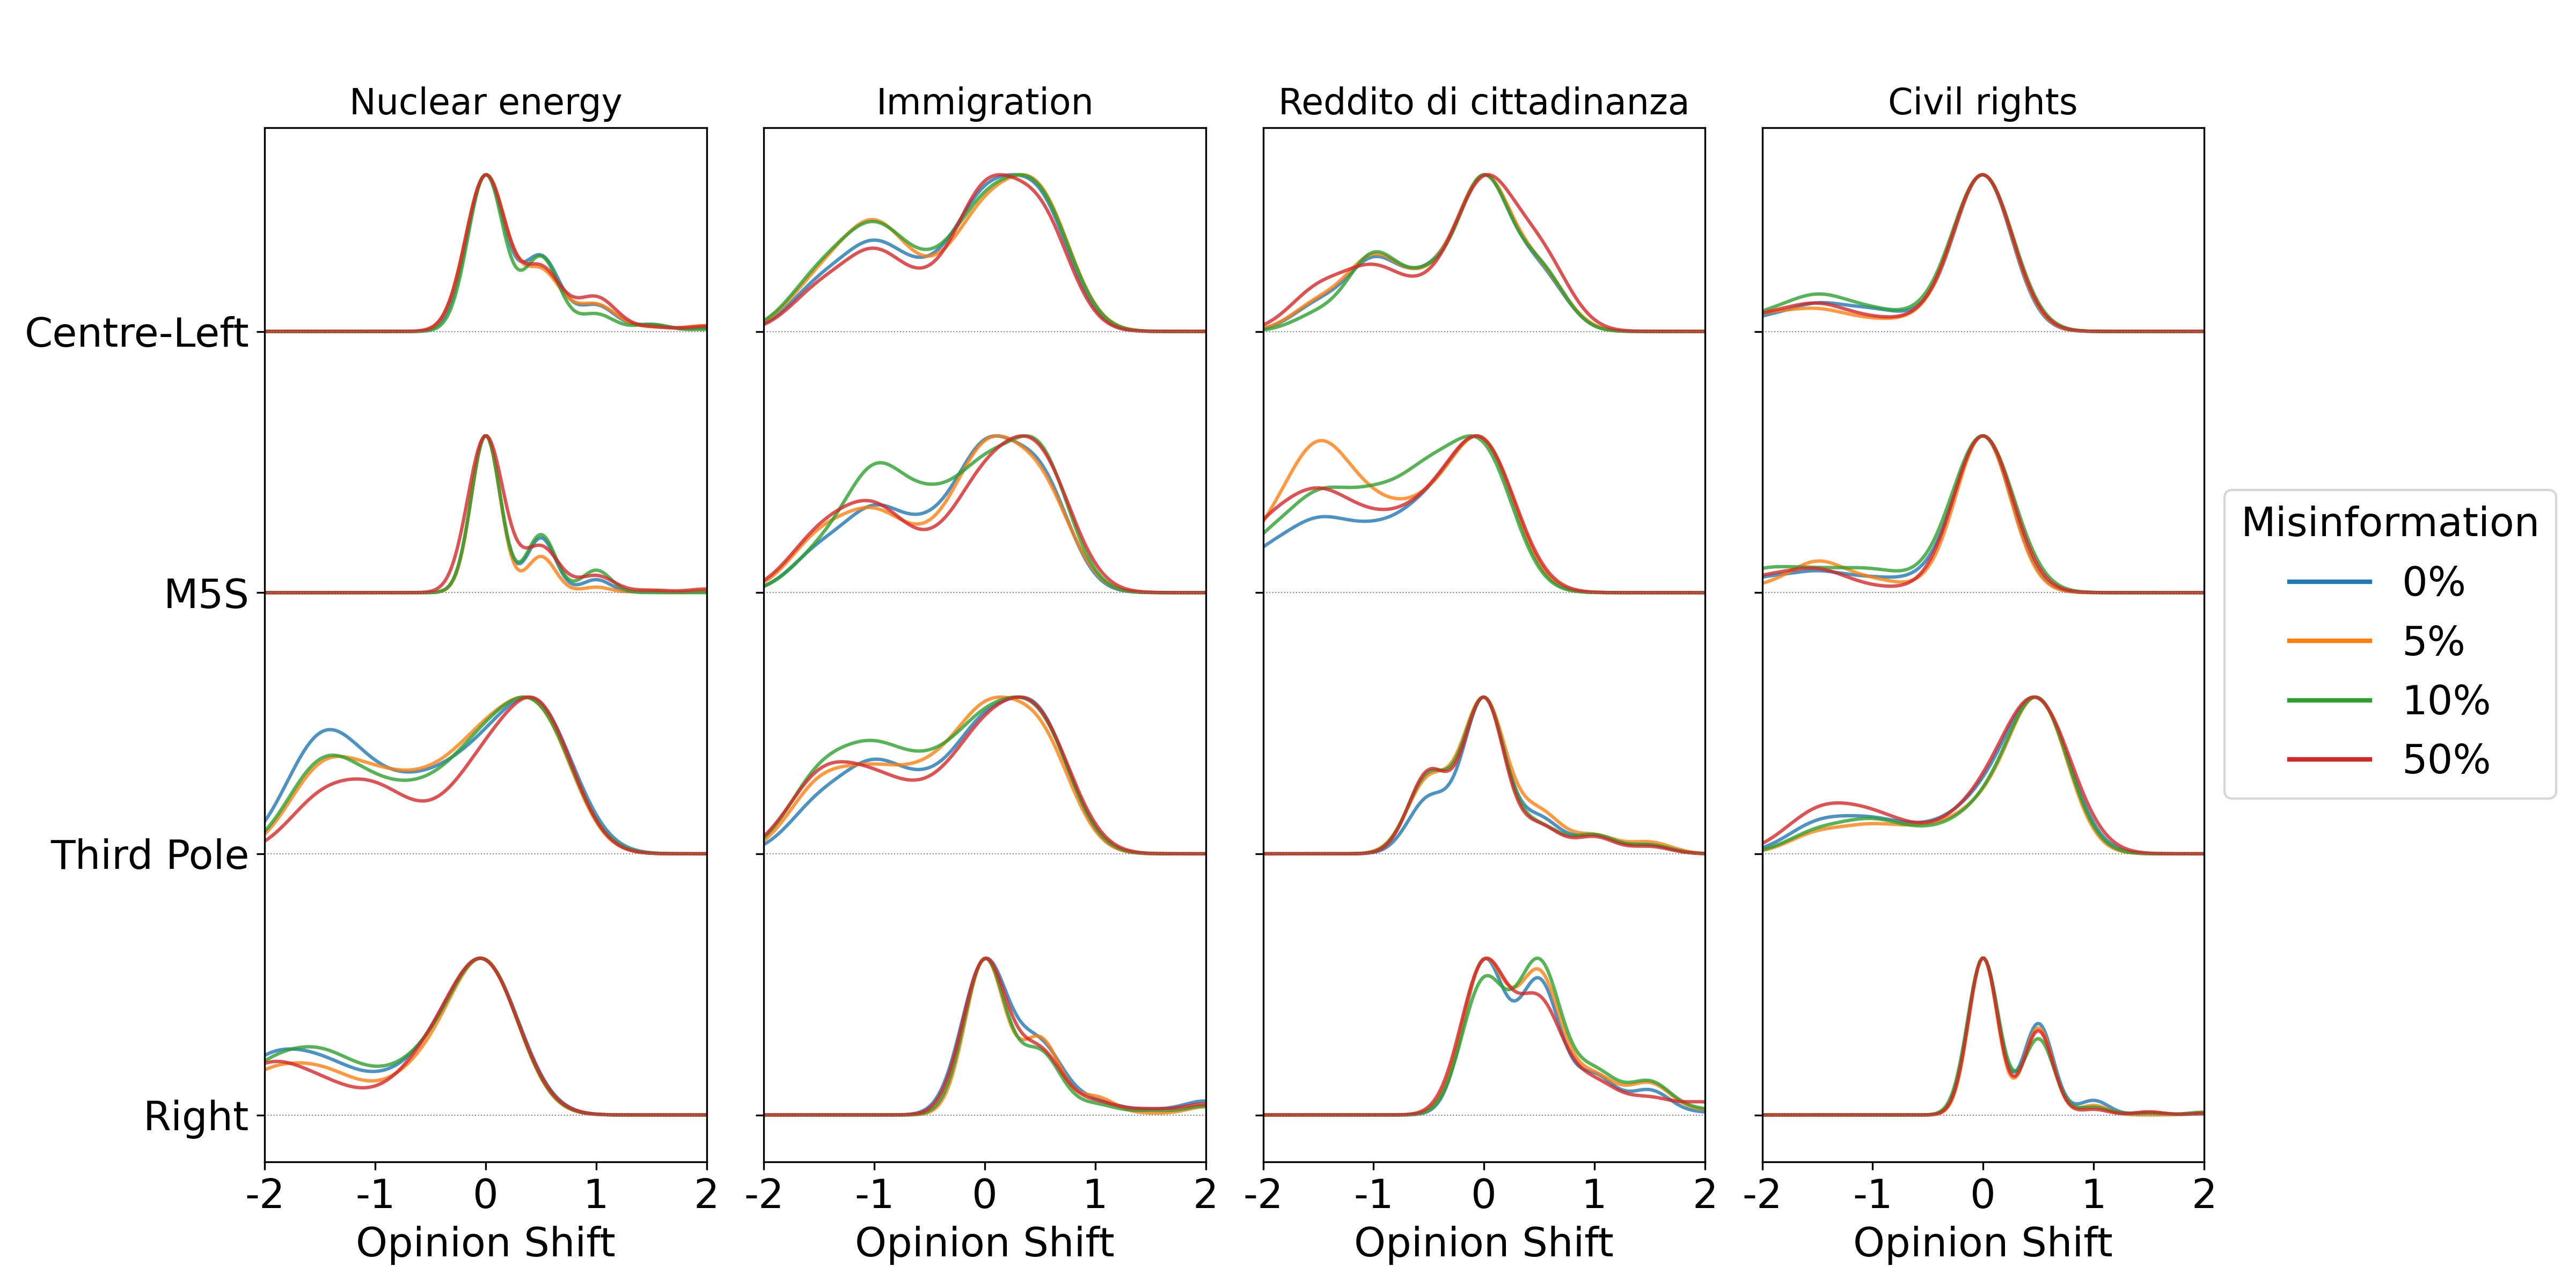 Nuclear energy
Immigration
Reddito di cittadinanza
Civil rights
Centre-Left
M5S
Third Pole
Right
-2 -1 0 1 2
-2 -1 0 1 2
-2 -1 0 1 2
-2 -1 0 1 2
Opinion Shift
Opinion Shift
Opinion Shift
Opinion Shift
Misinformation
0%
5%
10%
50%